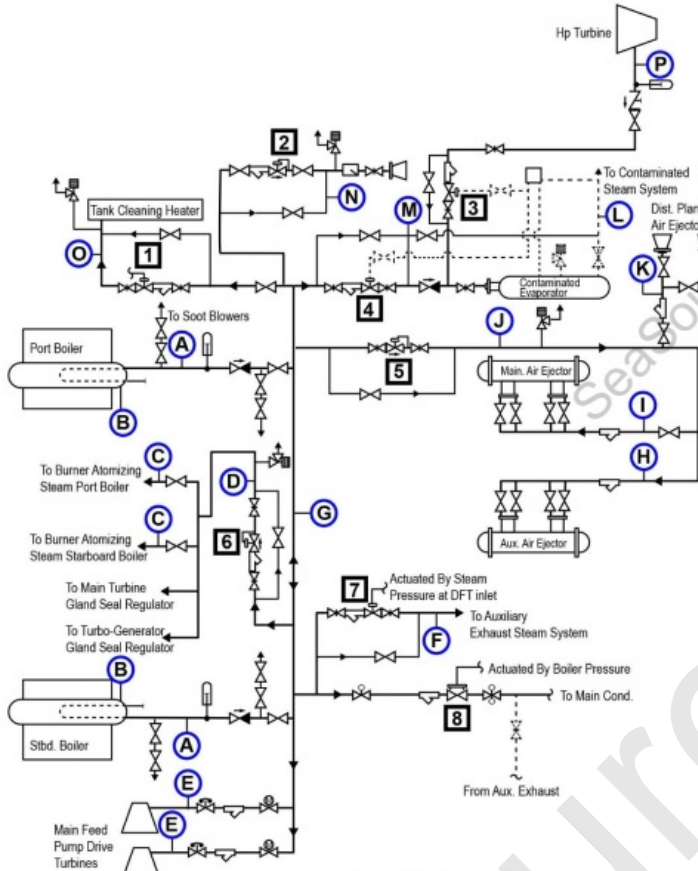 Hp Turbine
P
2
To Contaminated
Steam System
N
3
M
L
Dist. Plant
Air Ejector
Tank Cleaning Heater
O
1
K
4
Contaminated
Evaporator
To Soot Blowers
J
Port Boiler
A
5
Main. Air Ejector
B
I
C
To Burner Atomizing
Steam Port Boiler
D
H
G
C
6
Aux. Air Ejector
To Burner Atomizing
Steam Starboard Boiler
7
Actuated By Steam
Pressure at DFT inlet
To Main Turbine
Gland Seal Regulator
F
To Auxiliary
Exhaust Steam System
To Turbo-Generator
Gland Seal Regulator
B
Actuated By Boiler Pressure
8
To Main Cond.
Stbd. Boiler
A
From Aux. Exhaust
E
E
Main Feed
Pump Drive
Turbines